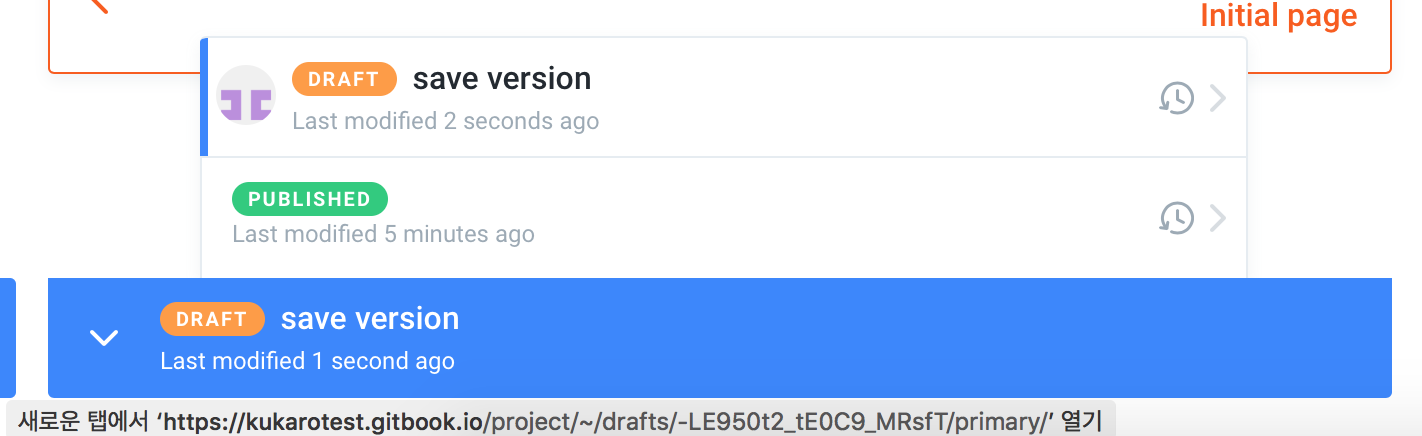 Initial page
DRAFT save version
Last modified 2 seconds ago
PUBLISHED
Last modified 5 minutes ago
DRAFT save version
Last modified 1 second ago
새로운 탭에서 ‘https://kukarotest.gitbook.io/project/~/drafts/-LE950t2_tE0C9_MRsfT/primary/’ 열기